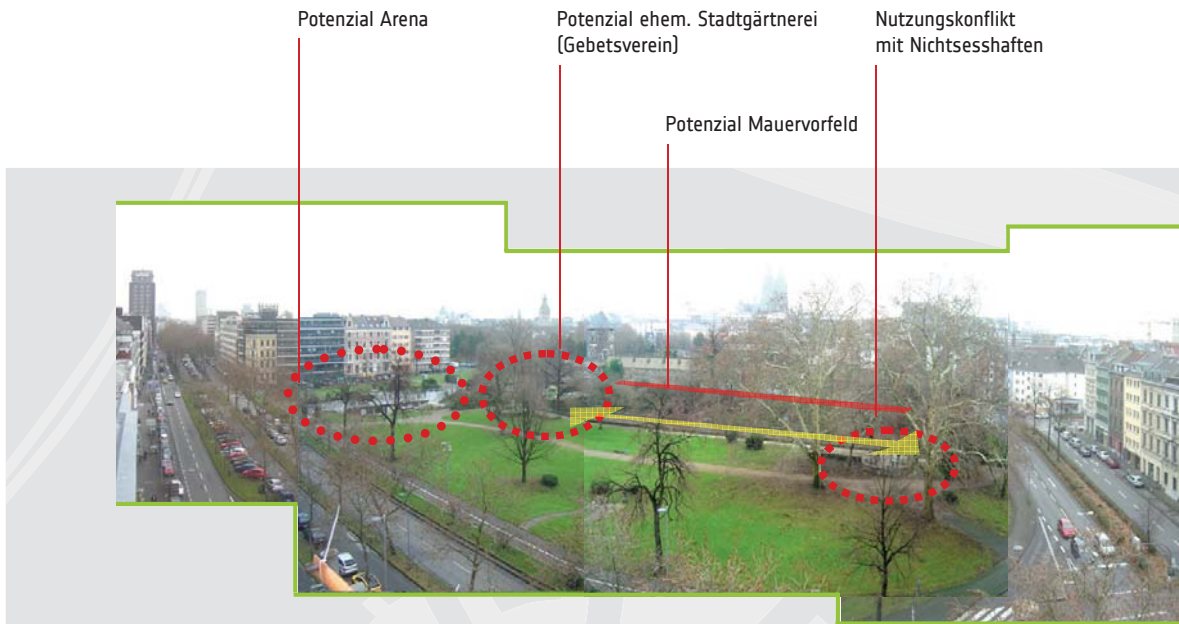 Potenzial Arena
Potenzial ehem. Stadtgärtnerei
(Gebetsverein)
Nutzungskonflikt
mit Nichtsesshaften
Potenzial Mauervorfeld